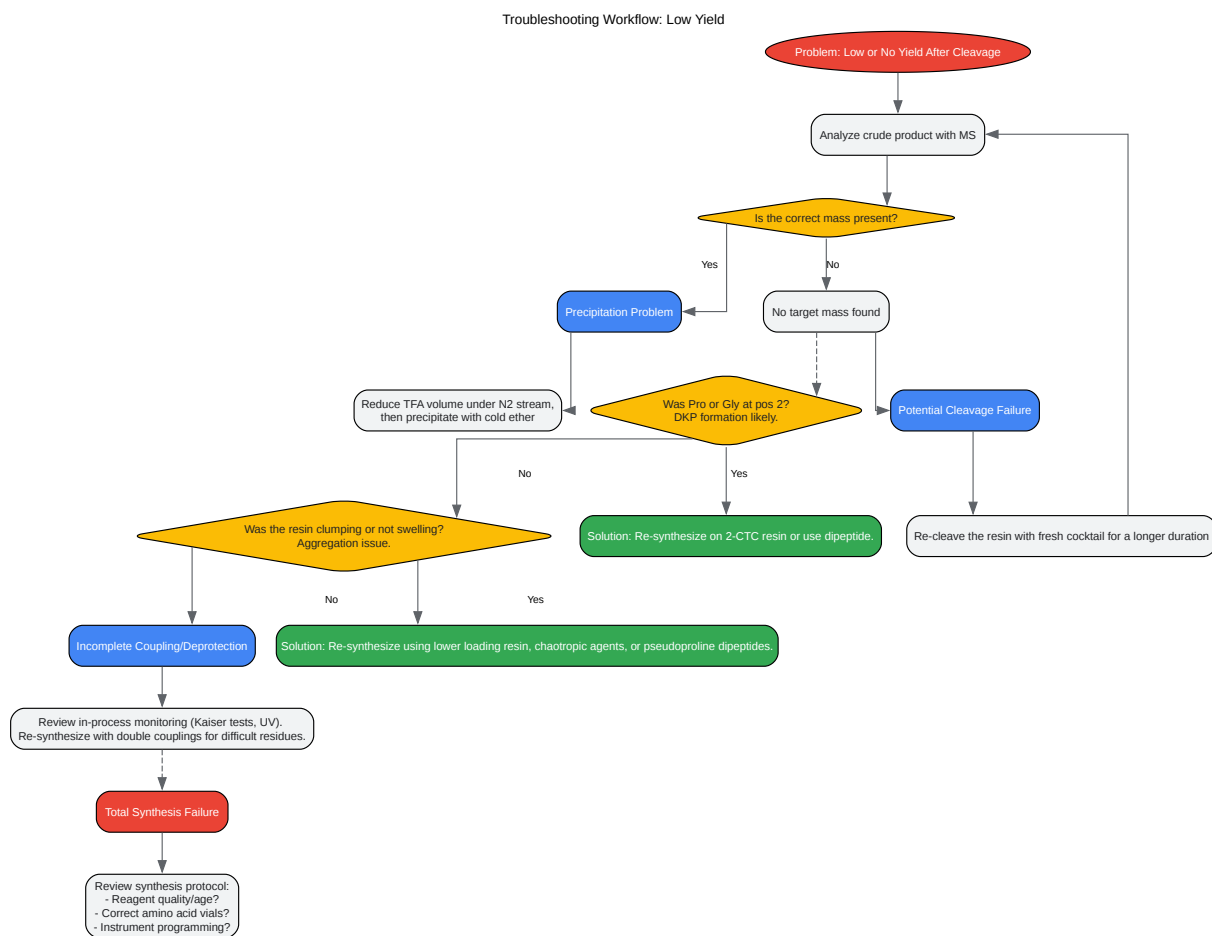 Troubleshooting Workflow: Low Yield
Problem: Low or No Yield After Cleavage
Analyze crude product with MS
Is the correct mass present?
Yes
No
Precipitation Problem
No target mass found
Reduce TFA volume under N2 stream,
then precipitate with cold ether
Was Pro or Gly at pos 2?
DKP formation likely.
Potential Cleavage Failure
No
Yes
Was the resin clumping or not swelling?
Aggregation issue.
Solution: Re-synthesize on 2-CTC resin or use dipeptide.
Re-cleave the resin with fresh cocktail for a longer duration
No
Yes
Incomplete Coupling/Deprotection
Solution: Re-synthesize using lower loading resin, chaotropic agents, or pseudoproline dipeptides.
Review in-process monitoring (Kaiser tests, UV).
Re-synthesize with double couplings for difficult residues.
Total Synthesis Failure
Review synthesis protocol:
- Reagent quality/age?
- Correct amino acid vials?
- Instrument programming?